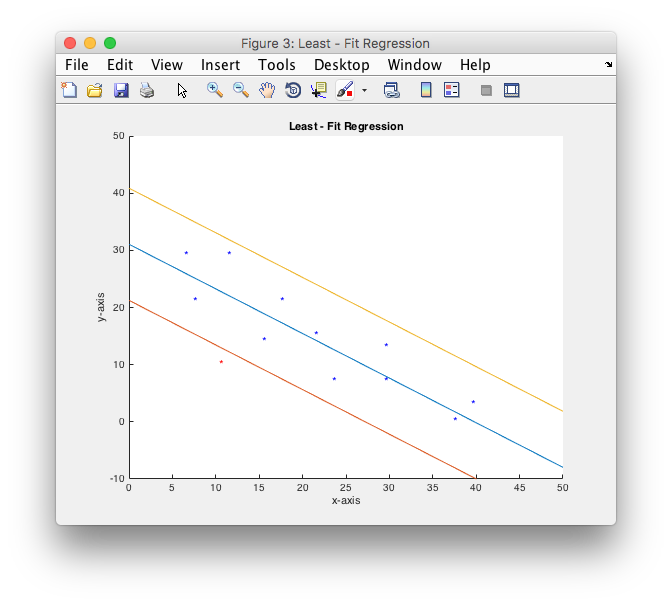 Figure 3: Least - Fit Regression
File Edit View Insert Tools Desktop Window Help
Least - Fit Regression
50
40
30
20
10
0
-10
y-axis
0 5 10 15 20 25 30 35 40 45 50
x-axis